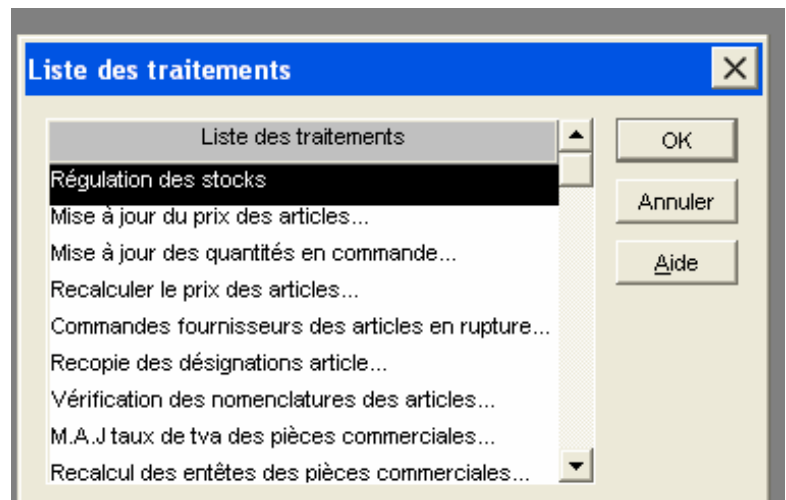 Liste des traitements
Liste des traitements
OK
Régulation des stocks
Annuler
Mise à jour du prix des articles...
Mise à jour des quantités en commande...
Aide
Recalculer le prix des articles...
Commandes fournisseurs des articles en rupture...
Recopie des désignations article...
Vérification des nomenclatures des articles...
M.A.J taux de tva des pièces commerciales...
Recalcul des entêtes des pièces commerciales...